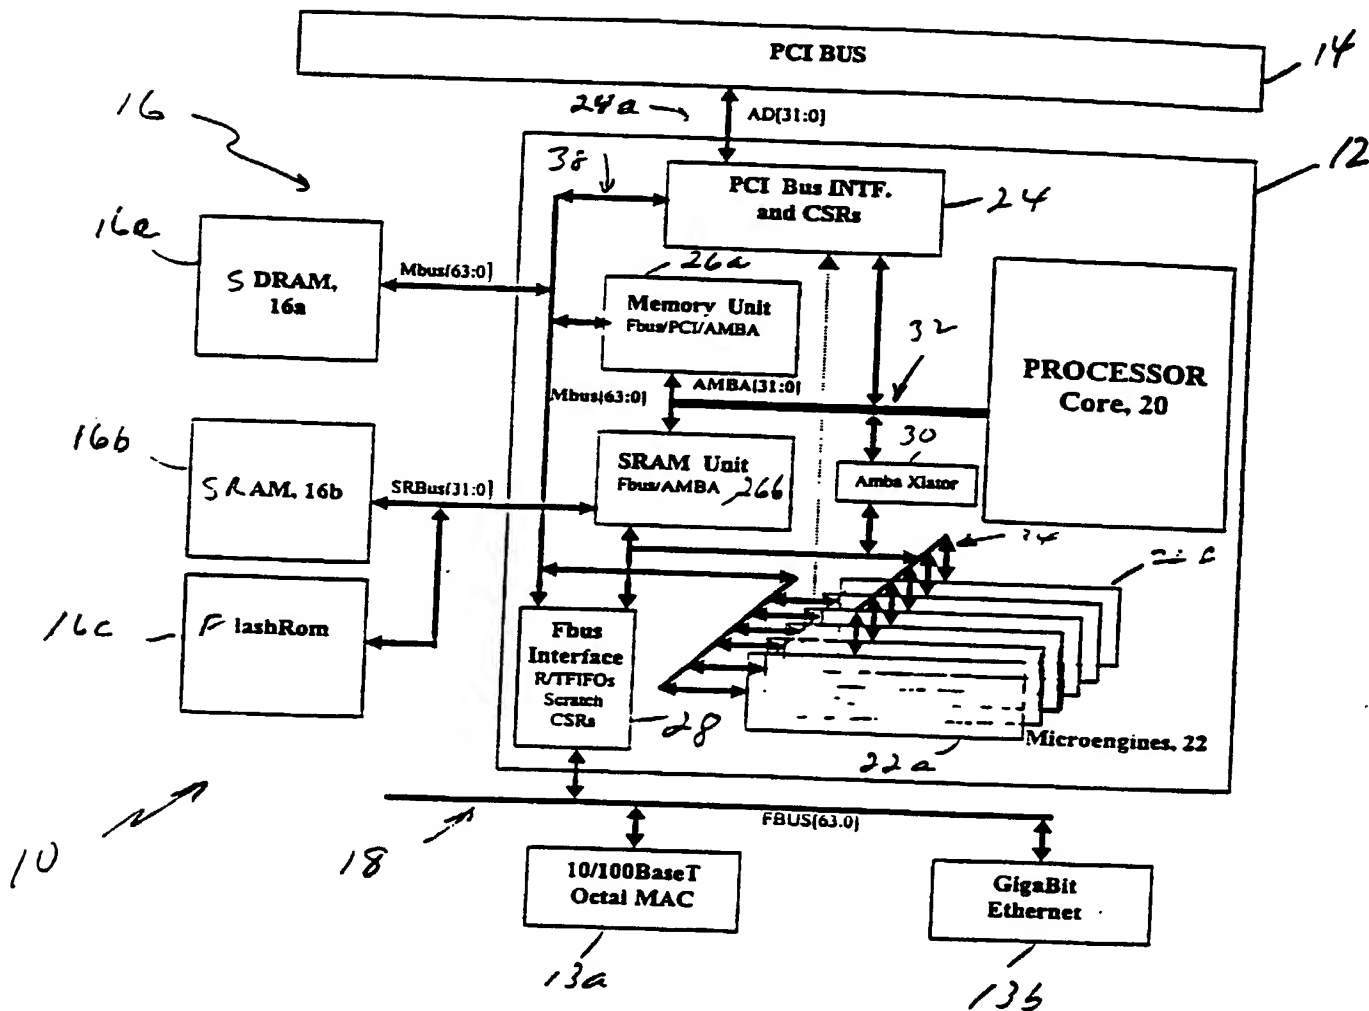 PCI BUS
14
16
24a
AD[31:0]
12
38
PCI Bus INTF.
and CSRs
24
16a
S DRAM,
16a
Mbus[63:0]
26a
Memory Unit
Fbus/PCI/AMBA
32
PROCESSOR
Core, 20
Mbus[63:0]
AMBA[31:0]
16b
SRAM, 16b
SRBus[31:0]
SRAM Unit
Fbus/AMBA
26b
30
Amba Xlator
16c
F lashRom
Fbus
Interface
R/TFIFOs
Scratch
CSRs
28
Microengines, 22
22a
10
18
FBUS[63.0]
10/100BaseT
Octal MAC
GigaBit
Ethernet
13a
13b